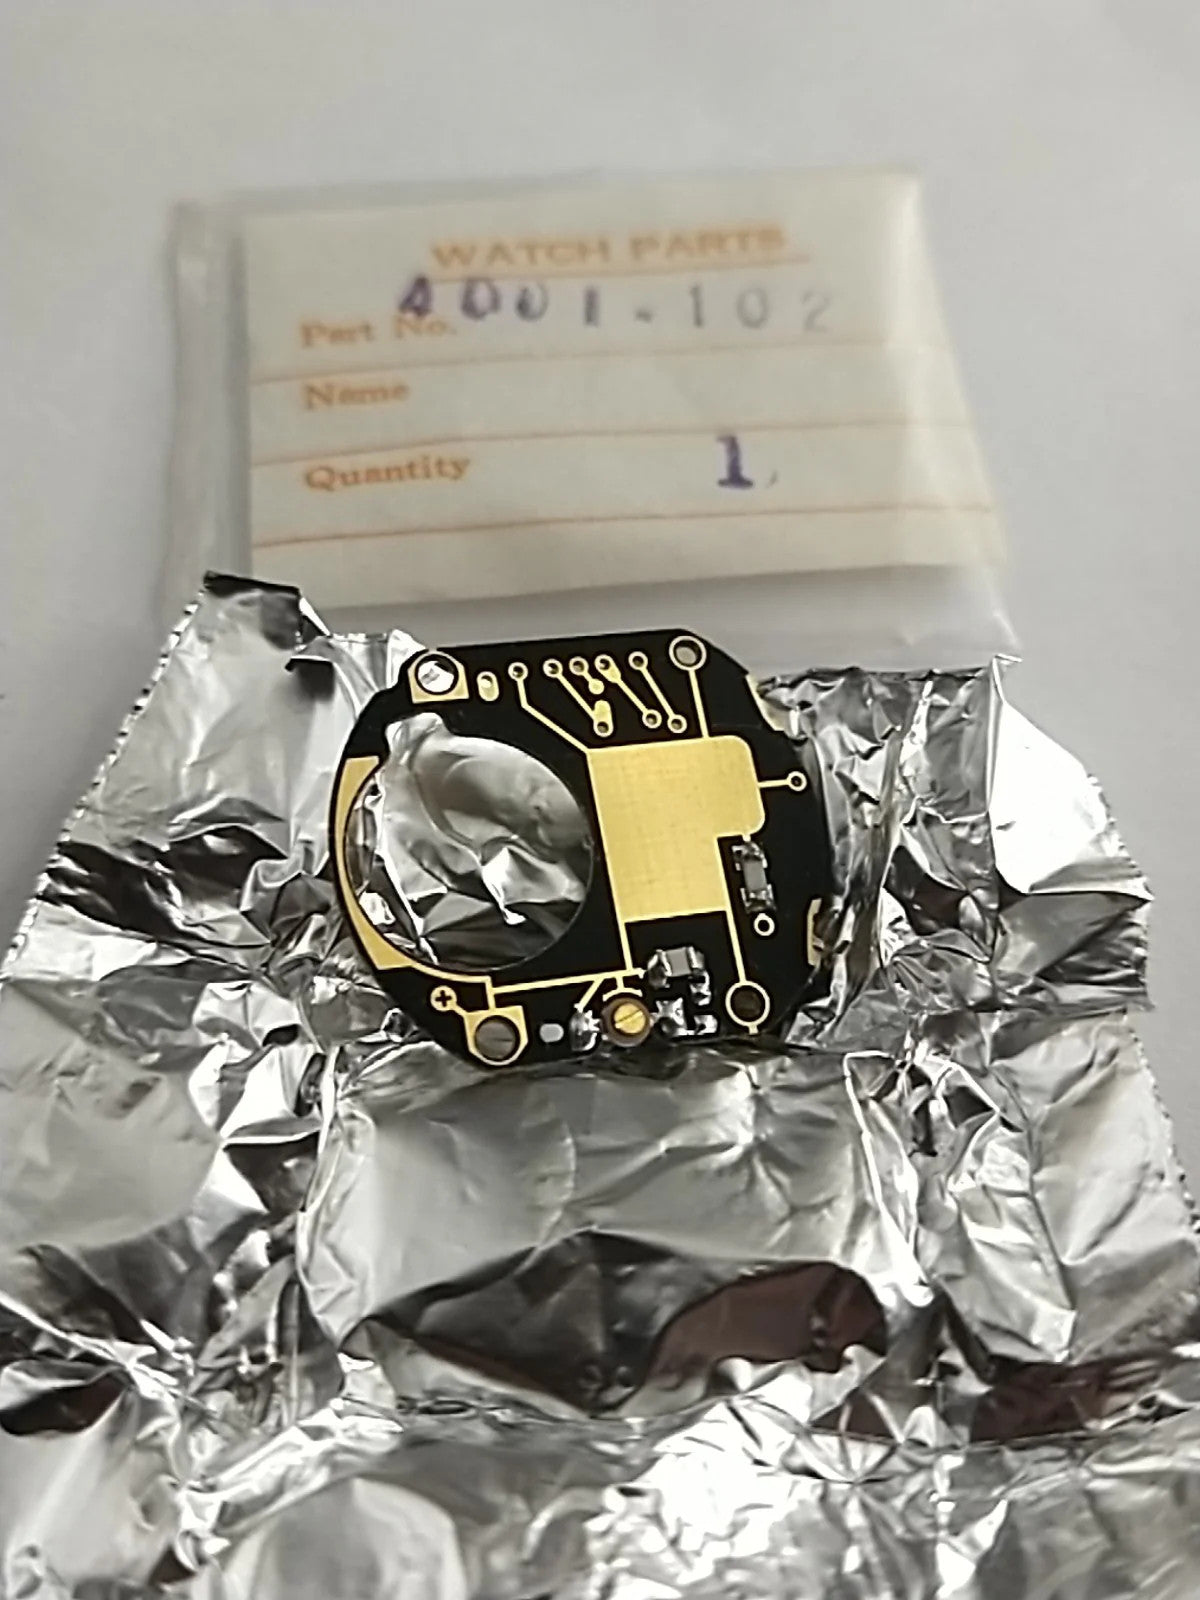 WATCH PARTS
Part No. 4001-102
Name
Quantity 1
+